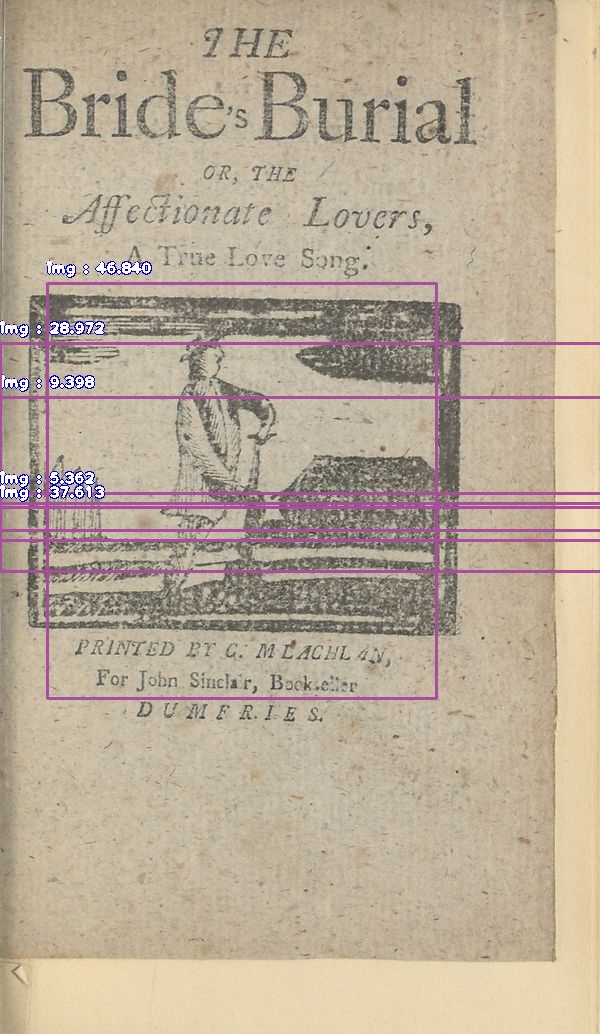 THE
Bride's Burial
OR, THE
Affectionate Lovers,
A True Love Song.
Img : 46.840
Img : 28.972
Img : 9.398
Img : 5.362
Img : 37.613
PRINTED BY C. M'LACHLAN,
For John Sinclair, Bookseller
DUMFRIES.